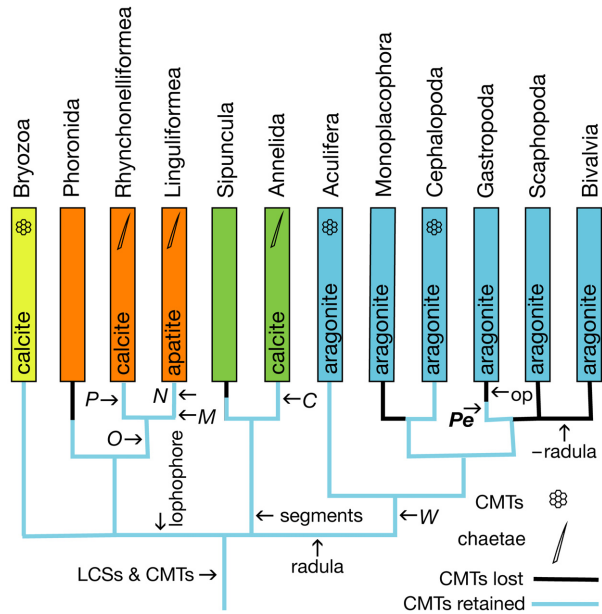 Bryozoa
Phoronida
Rhynchonelliformea
Linguliformea
Sipuncula
Annelida
Aculifera
Monoplacophora
Cephalopoda
Gastropoda
Scaphopoda
Bivalvia
calcite
calcite
apatite
calcite
aragonite
aragonite
aragonite
aragonite
aragonite
aragonite
P→
N←
←M
O→
←C
←op
Pe→
−radula
lophophore
←segments
←W
radula
LCSs & CMTs→
CMTs
chaetae
CMTs lost
CMTs retained